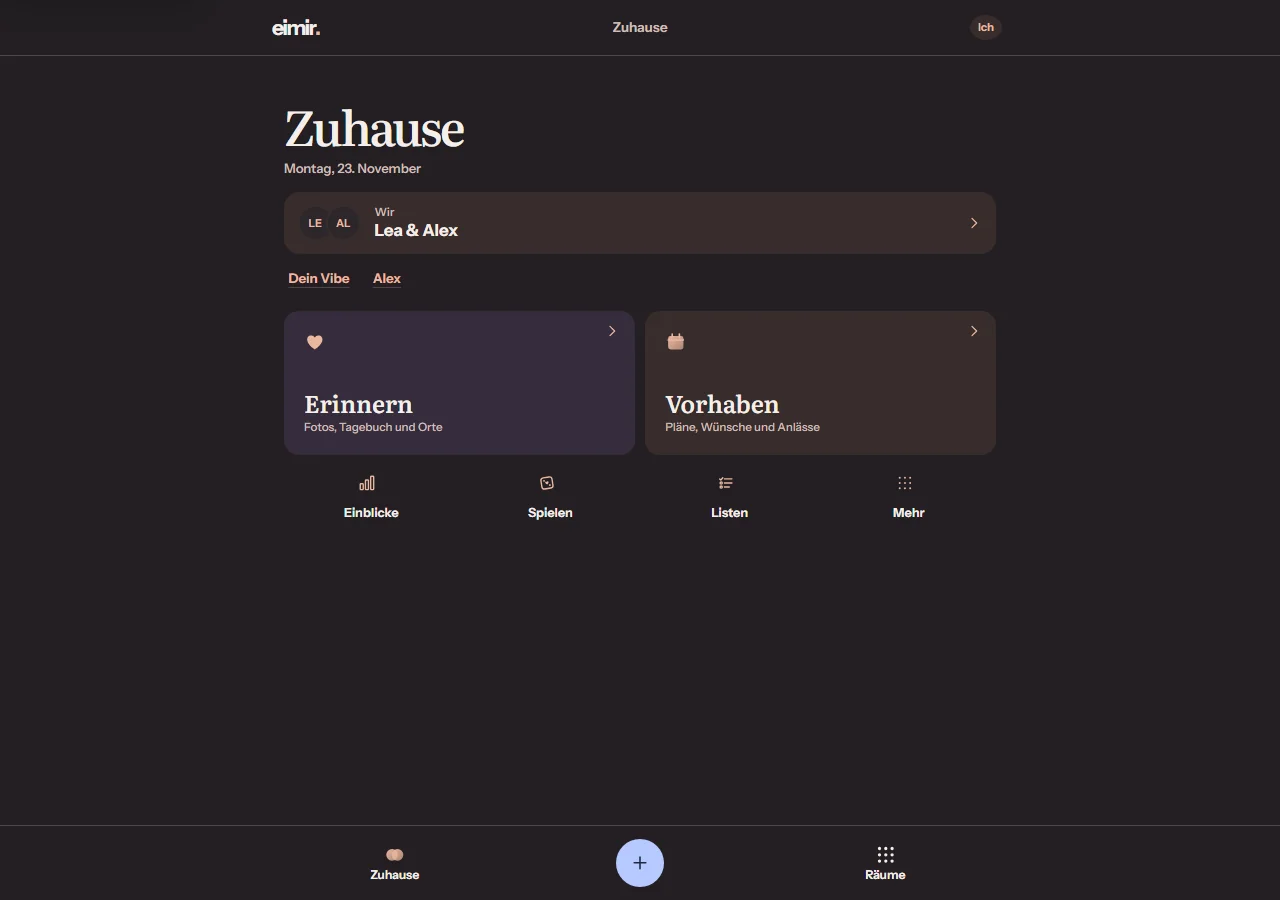 eimir.
Zuhause
Ich
Zuhause
Montag, 23. November
LE
AL
Wir
Lea & Alex
Dein Vibe
Alex
Erinnern
Fotos, Tagebuch und Orte
Vorhaben
Pläne, Wünsche und Anlässe
Einblicke
Spielen
Listen
Mehr
Zuhause
Räume